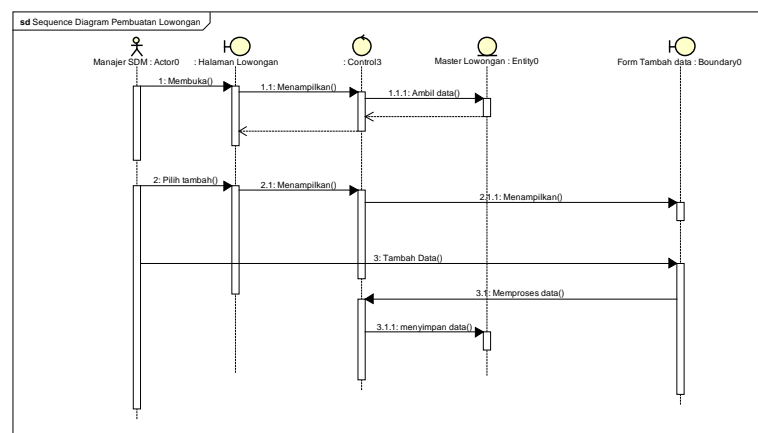 sd Sequence Diagram Pembuatan Lowongan
Manajer SDM : Actor0
: Halaman Lowongan
: Control3
Master Lowongan : Entity0
Form Tambah data : Boundary0
1: Membuka()
1.1: Menampilkan()
1.1.1: Ambil data()
2: Pilih tambah()
2.1: Menampilkan()
2.1.1: Menampilkan()
3: Tambah Data()
3.1: Memproses data()
3.1.1: menyimpan data()